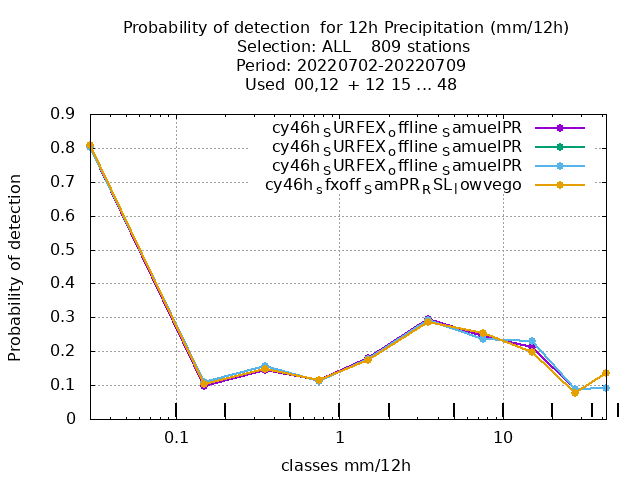 Probability of detection  for 12h Precipitation (mm/12h)
Selection: ALL    809 stations
Period: 20220702-20220709
Used  00,12  + 12 15 ... 48
cy46h_SURFEX_offline_SamuelPR
cy46h_SURFEX_offline_SamuelPR
cy46h_SURFEX_offline_SamuelPR
cy46h_sfxoff_SamPR_RSL_lowvego
Probability of detection
0.9
0.8
0.7
0.6
0.5
0.4
0.3
0.2
0.1
0
0.1 1 10
classes mm/12h